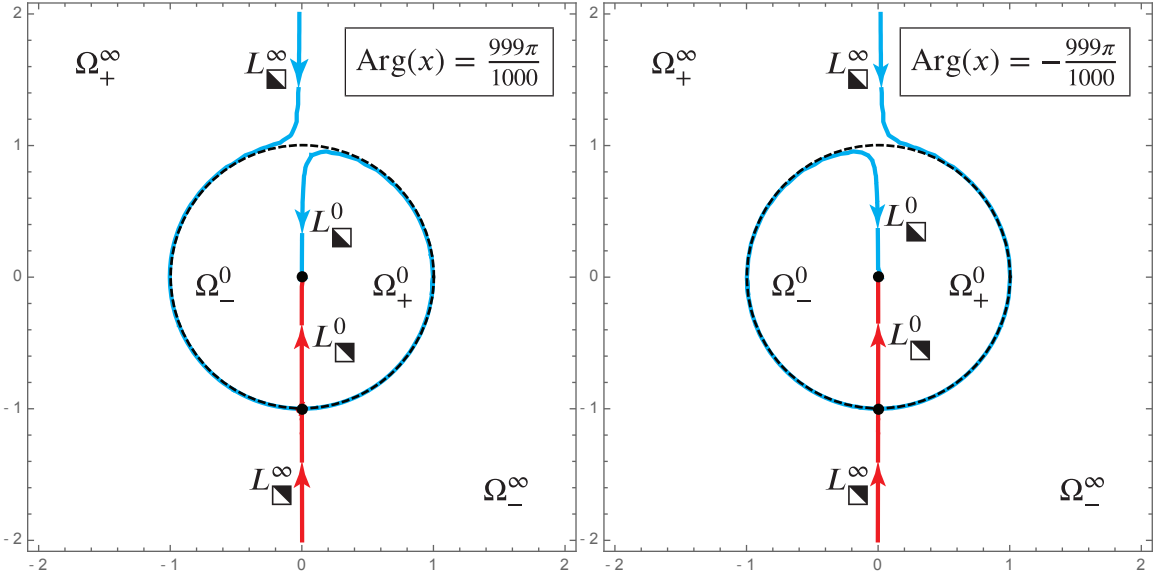 2
1
0
-1
-2
-2 -1 0 1 2
Ω₊^∞
L^∞_⬕
Arg(x) = 999π/1000
L^0_⬕
Ω₋^0
Ω₊^0
L^0_⬔
L^∞_⬔
Ω₋^∞
2
1
0
-1
-2
-2 -1 0 1 2
Ω₊^∞
L^∞_⬕
Arg(x) = −999π/1000
L^0_⬕
Ω₋^0
Ω₊^0
L^0_⬔
L^∞_⬔
Ω₋^∞